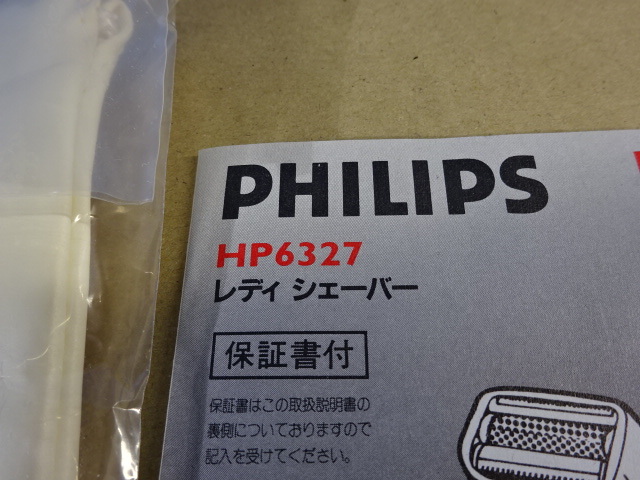 PHILIPS
HP6327
レディ シェーバー
保証書付
保証書はこの取扱説明書の
裏側についておりますので
記入を受けてください。